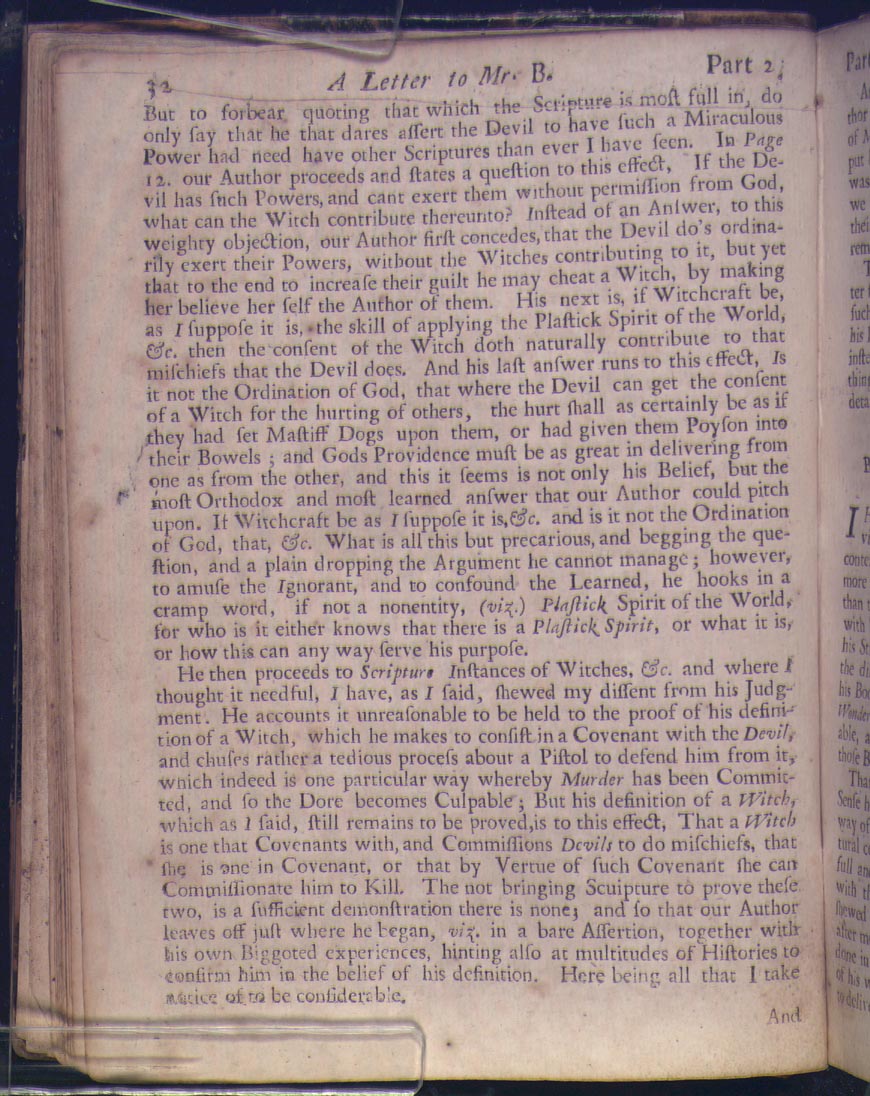 32 A Letter to Mr. B. Part 2.
But to forbear quoting that which the Scripture is moſt full in, do
only ſay that he that dares aſſert the Devil to have ſuch a Miraculous
Power had need have other Scriptures than ever I have ſeen. In Page
12. our Author proceeds and ſtates a queſtion to this effect, If the De-
vil has ſuch Powers, and cant exert them without permiſſion from God,
what can the Witch contribute thereunto? Inſtead of an Anſwer, to this
weighty objection, our Author firſt concedes, that the Devil do's ordina-
rily exert their Powers, without the Witches contributing to it, but yet
that to the end to increaſe their guilt he may cheat a Witch, by making
her believe her ſelf the Author of them. His next is, if Witchcraft be,
as I ſuppoſe it is, the skill of applying the Plaſtick Spirit of the World,
&c. then the conſent of the Witch doth naturally contribute to that
miſchiefs that the Devil does. And his laſt anſwer runs to this effect, Is
it not the Ordination of God, that where the Devil can get the conſent
of a Witch for the hurting of others, the hurt ſhall as certainly be as if
they had ſet Maſtiff Dogs upon them, or had given them Poyſon into
their Bowels ; and Gods Providence muſt be as great in delivering from
one as from the other, and this it ſeems is not only his Belief, but the
moſt Orthodox and moſt learned anſwer that our Author could pitch
upon. If Witchcraft be as I ſuppoſe it is, &c. and is it not the Ordination
of God, that, &c. What is all this but precarious, and begging the que-
ſtion, and a plain dropping the Argument he cannot manage ; however,
to amuſe the Ignorant, and to confound the Learned, he hooks in a
cramp word, if not a nonentity, (viz.) Plaſtick Spirit of the World,
for who is it either knows that there is a Plaſtick Spirit, or what it is,
or how this can any way ſerve his purpoſe.
He then proceeds to Scripture Inſtances of Witches, &c. and where I
thought it needful, I have, as I ſaid, ſhewed my diſſent from his Judg-
ment. He accounts it unreaſonable to be held to the proof of his defini-
tion of a Witch, which he makes to conſiſt in a Covenant with the Devil,
and chuſes rather a tedious proceſs about a Piſtol to defend him from it,
which indeed is one particular way whereby Murder has been Commit-
ted, and ſo the Dore becomes Culpable ; But his definition of a Witch,
which as I ſaid, ſtill remains to be proved, is to this effect, That a Witch
is one that Covenants with, and Commiſſions Devils to do miſchiefs, that
ſhe is one in Covenant, or that by Vertue of ſuch Covenant ſhe can
Commiſſionate him to Kill. The not bringing Scuipture to prove theſe
two, is a ſufficient demonſtration there is none; and ſo that our Author
leaves off juſt where he began, viz. in a bare Aſſertion, together with
his own Biggoted experiences, hinting alſo at multitudes of Hiſtories to
confirm him in the belief of his definition. Here being all that I take
notice of to be conſiderable.
And